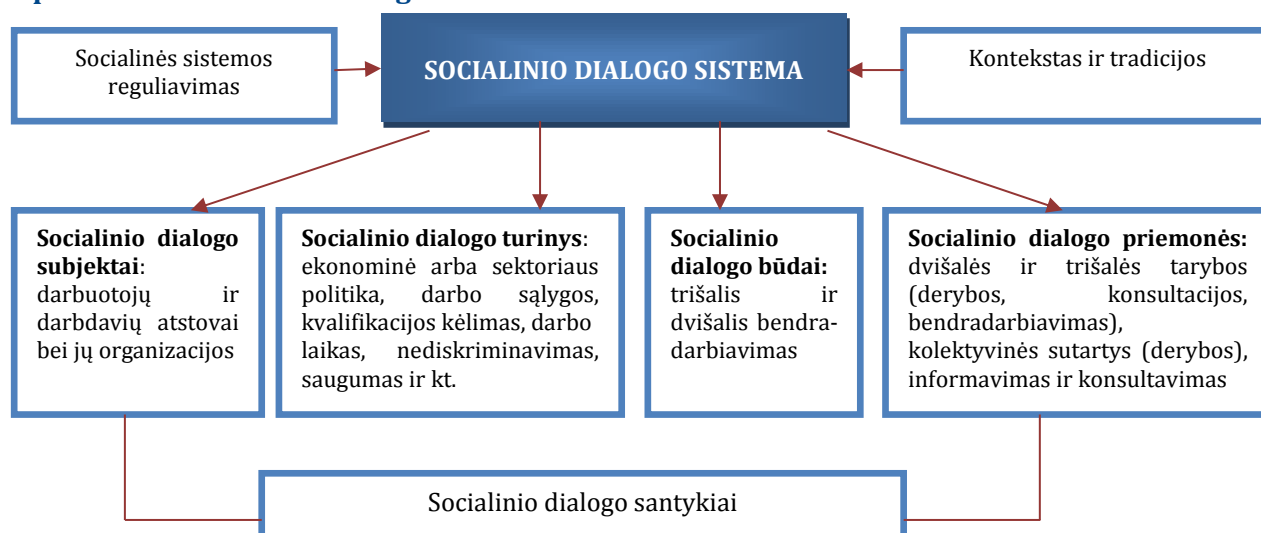 Socialinės sistemos
reguliavimas
SOCIALINIO DIALOGO SISTEMA
Kontekstas ir tradicijos
Socialinio dialogo
subjektai:
darbuotojų ir
darbdavių atstovai
bei jų organizacijos
Socialinio dialogo turinys:
ekonominė arba sektoriaus
politika, darbo sąlygos,
kvalifikacijos kėlimas, darbo
laikas, nediskriminavimas,
saugumas ir kt.
Socialinio
dialogo būdai:
trišalis ir
dvišalis bendra-
darbiavimas
Socialinio dialogo priemonės:
dvišalės ir trišalės tarybos
(derybos, konsultacijos,
bendradarbiavimas),
kolektyvinės sutartys (derybos),
informavimas ir konsultavimas
Socialinio dialogo santykiai